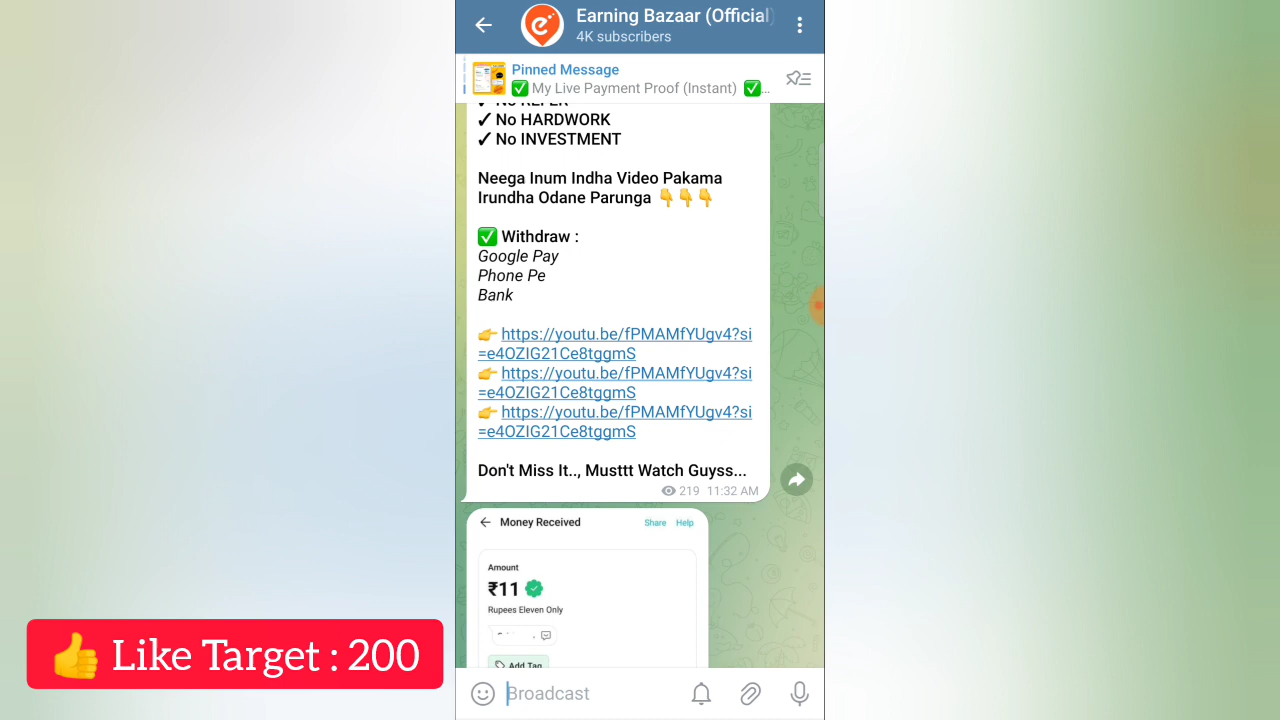 Earning Bazaar (Official)
4K subscribers
Pinned Message
✅ My Live Payment Proof (Instant) ✅...
✓ No REFER
✓ No HARDWORK
✓ No INVESTMENT
Neega Inum Indha Video Pakama
Irundha Odane Parunga 👇👇👇
✅ Withdraw :
Google Pay
Phone Pe
Bank
👉 https://youtu.be/fPMAMfYUgv4?si
=e4OZIG21Ce8tggmS
👉 https://youtu.be/fPMAMfYUgv4?si
=e4OZIG21Ce8tggmS
👉 https://youtu.be/fPMAMfYUgv4?si
=e4OZIG21Ce8tggmS
Don't Miss It.., Musttt Watch Guyss...
219 11:32 AM
Money Received Share Help
Amount
₹11
Rupees Eleven Only
Add Tag
Broadcast
👍 Like Target : 200